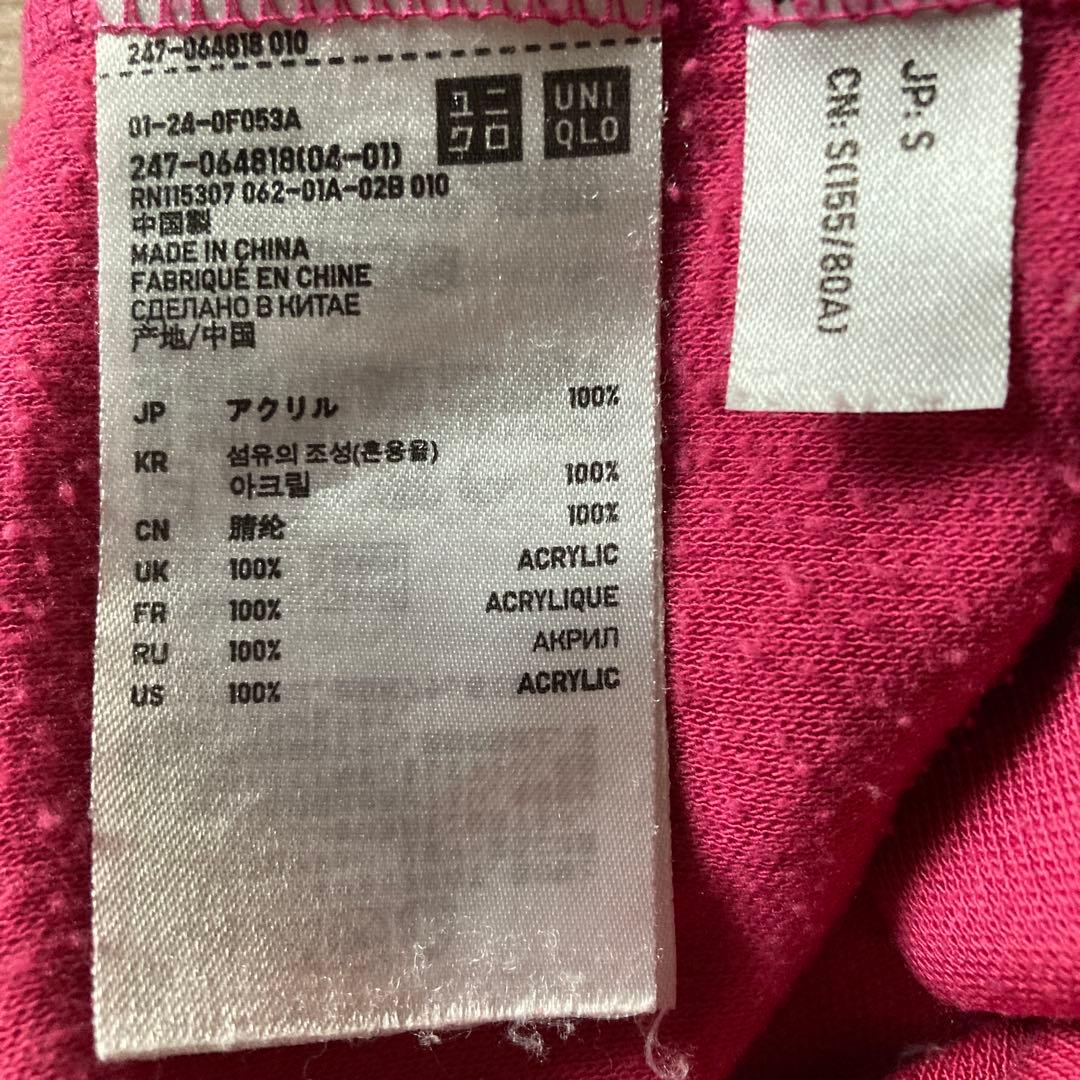 247-064818 010
ユニ
クロ
UNI
QLO
01-24-0F053A
247-064818(04-01)
RN115307 062-01A-02B 010
中国製
MADE IN CHINA
FABRIQUÉ EN CHINE
СДЕЛАНО В КИТАЕ
产地/中国
JP アクリル 100%
KR 섬유의 조성(혼용율)
아크릴 100%
CN 腈纶 100%
UK 100% ACRYLIC
FR 100% ACRYLIQUE
RU 100% АКРИЛ
US 100% ACRYLIC
JP:S
CN:S(155/80A)